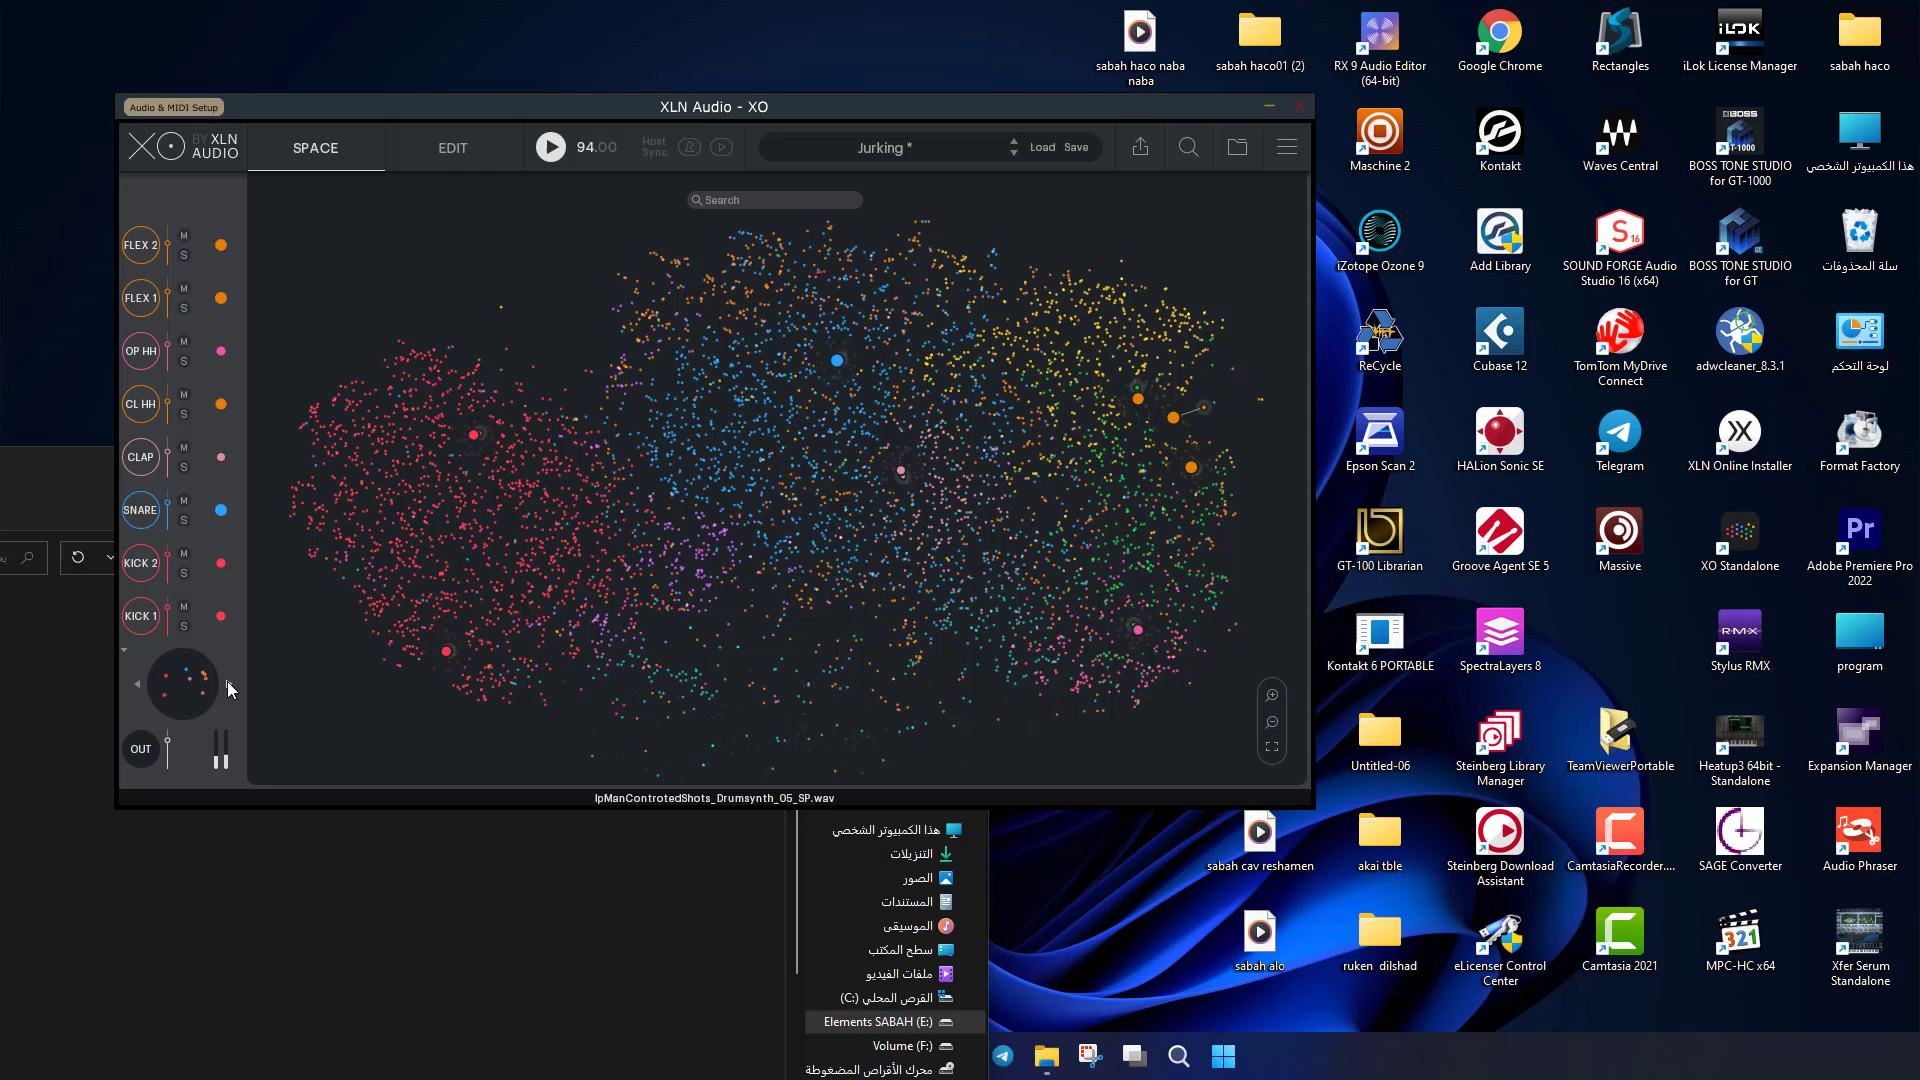 Audio & MIDI Setup
XLN Audio - XO
BY XLN
AUDIO
SPACE
EDIT
94.00
Host
Sync
Jurking *
Load
Save
Search
FLEX 2
M
S
FLEX 1
M
S
OP HH
M
S
CL HH
M
S
CLAP
M
S
SNARE
M
S
KICK 2
M
S
KICK 1
M
S
OUT
IpManControtedShots_Drumsynth_05_SP.wav
sabah haco naba
naba
sabah haco01 (2)
RX 9 Audio Editor
(64-bit)
Google Chrome
Rectangles
iLOK
iLok License Manager
sabah haco
Maschine 2
Kontakt
Waves Central
BOSS
GT-1000
BOSS TONE STUDIO
for GT-1000
هذا الكمبيوتر الشخصي
iZotope Ozone 9
Add Library
S 16
SOUND FORGE Audio
Studio 16 (x64)
GT
BOSS TONE STUDIO
for GT
سلة المحذوفات
ReCycle
Cubase 12
TomTom MyDrive
Connect
adwcleaner_8.3.1
لوحة التحكم
Epson Scan 2
HALion Sonic SE
Telegram
XLN Online Installer
Format Factory
GT-100 Librarian
Groove Agent SE 5
Massive
XO Standalone
Pr
Adobe Premiere Pro
2022
Kontakt 6 PORTABLE
SpectraLayers 8
RMX
Stylus RMX
program
Untitled-06
Steinberg Library
Manager
TeamViewerPortable
Heatup3 64bit -
Standalone
Expansion Manager
sabah cav reshamen
akai tble
Steinberg Download
Assistant
CamtasiaRecorder....
SAGE Converter
Audio Phraser
sabah alo
ruken dilshad
eLicenser Control
Center
Camtasia 2021
321
MPC-HC x64
Xfer Serum
Standalone
هذا الكمبيوتر الشخصي
التنزيلات
الصور
المستندات
الموسيقى
سطح المكتب
ملفات الفيديو
القرص المحلي (C:)
Elements SABAH (E:)
Volume (F:)
محرك الأقراص المضغوطة